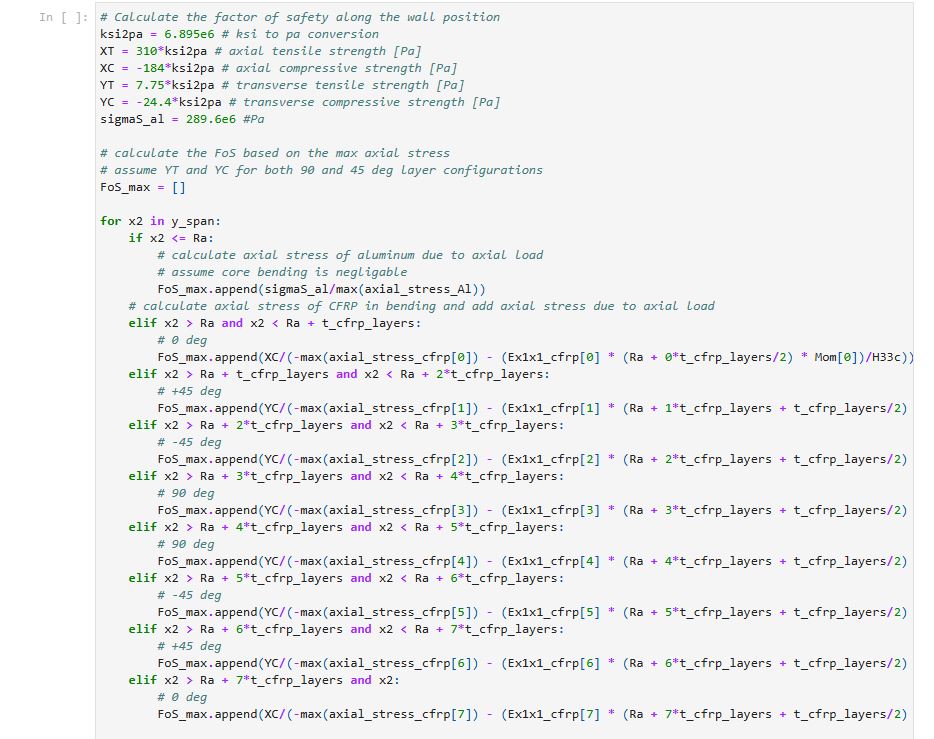 In [ ]:
# Calculate the factor of safety along the wall position
ksi2pa = 6.895e6 # ksi to pa conversion
XT = 310*ksi2pa # axial tensile strength [Pa]
XC = -184*ksi2pa # axial compressive strength [Pa]
YT = 7.75*ksi2pa # transverse tensile strength [Pa]
YC = -24.4*ksi2pa # transverse compressive strength [Pa]
sigmaS_al = 289.6e6 #Pa
# calculate the FoS based on the max axial stress
# assume YT and YC for both 90 and 45 deg layer configurations
FoS_max = []
for x2 in y_span:
    if x2 <= Ra:
        # calculate axial stress of aluminum due to axial load
        # assume core bending is negligable
        FoS_max.append(sigmaS_al/max(axial_stress_Al))
    # calculate axial stress of CFRP in bending and add axial stress due to axial load
    elif x2 > Ra and x2 < Ra + t_cfrp_layers:
        # 0 deg
        FoS_max.append(XC/(-max(axial_stress_cfrp[0]) - (Ex1x1_cfrp[0] * (Ra + 0*t_cfrp_layers/2) * Mom[0])/H33c))
    elif x2 > Ra + t_cfrp_layers and x2 < Ra + 2*t_cfrp_layers:
        # +45 deg
        FoS_max.append(YC/(-max(axial_stress_cfrp[1]) - (Ex1x1_cfrp[1] * (Ra + 1*t_cfrp_layers + t_cfrp_layers/2)
    elif x2 > Ra + 2*t_cfrp_layers and x2 < Ra + 3*t_cfrp_layers:
        # -45 deg
        FoS_max.append(YC/(-max(axial_stress_cfrp[2]) - (Ex1x1_cfrp[2] * (Ra + 2*t_cfrp_layers + t_cfrp_layers/2)
    elif x2 > Ra + 3*t_cfrp_layers and x2 < Ra + 4*t_cfrp_layers:
        # 90 deg
        FoS_max.append(YC/(-max(axial_stress_cfrp[3]) - (Ex1x1_cfrp[3] * (Ra + 3*t_cfrp_layers + t_cfrp_layers/2)
    elif x2 > Ra + 4*t_cfrp_layers and x2 < Ra + 5*t_cfrp_layers:
        # 90 deg
        FoS_max.append(YC/(-max(axial_stress_cfrp[4]) - (Ex1x1_cfrp[4] * (Ra + 4*t_cfrp_layers + t_cfrp_layers/2)
    elif x2 > Ra + 5*t_cfrp_layers and x2 < Ra + 6*t_cfrp_layers:
        # -45 deg
        FoS_max.append(YC/(-max(axial_stress_cfrp[5]) - (Ex1x1_cfrp[5] * (Ra + 5*t_cfrp_layers + t_cfrp_layers/2)
    elif x2 > Ra + 6*t_cfrp_layers and x2 < Ra + 7*t_cfrp_layers:
        # +45 deg
        FoS_max.append(YC/(-max(axial_stress_cfrp[6]) - (Ex1x1_cfrp[6] * (Ra + 6*t_cfrp_layers + t_cfrp_layers/2)
    elif x2 > Ra + 7*t_cfrp_layers and x2:
        # 0 deg
        FoS_max.append(XC/(-max(axial_stress_cfrp[7]) - (Ex1x1_cfrp[7] * (Ra + 7*t_cfrp_layers + t_cfrp_layers/2)